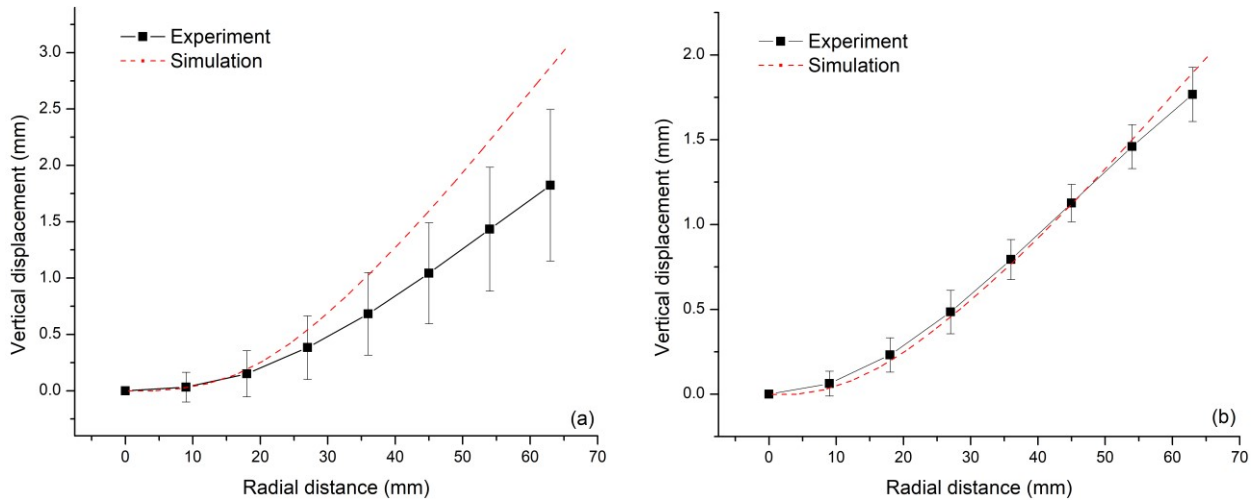 Experiment
Simulation
3.0
2.5
2.0
1.5
1.0
0.5
0.0
Vertical displacement (mm)
(a)
0 10 20 30 40 50 60 70
Radial distance (mm)
Experiment
Simulation
2.0
1.5
1.0
0.5
0.0
Vertical displacement (mm)
(b)
0 10 20 30 40 50 60 70
Radial distance (mm)